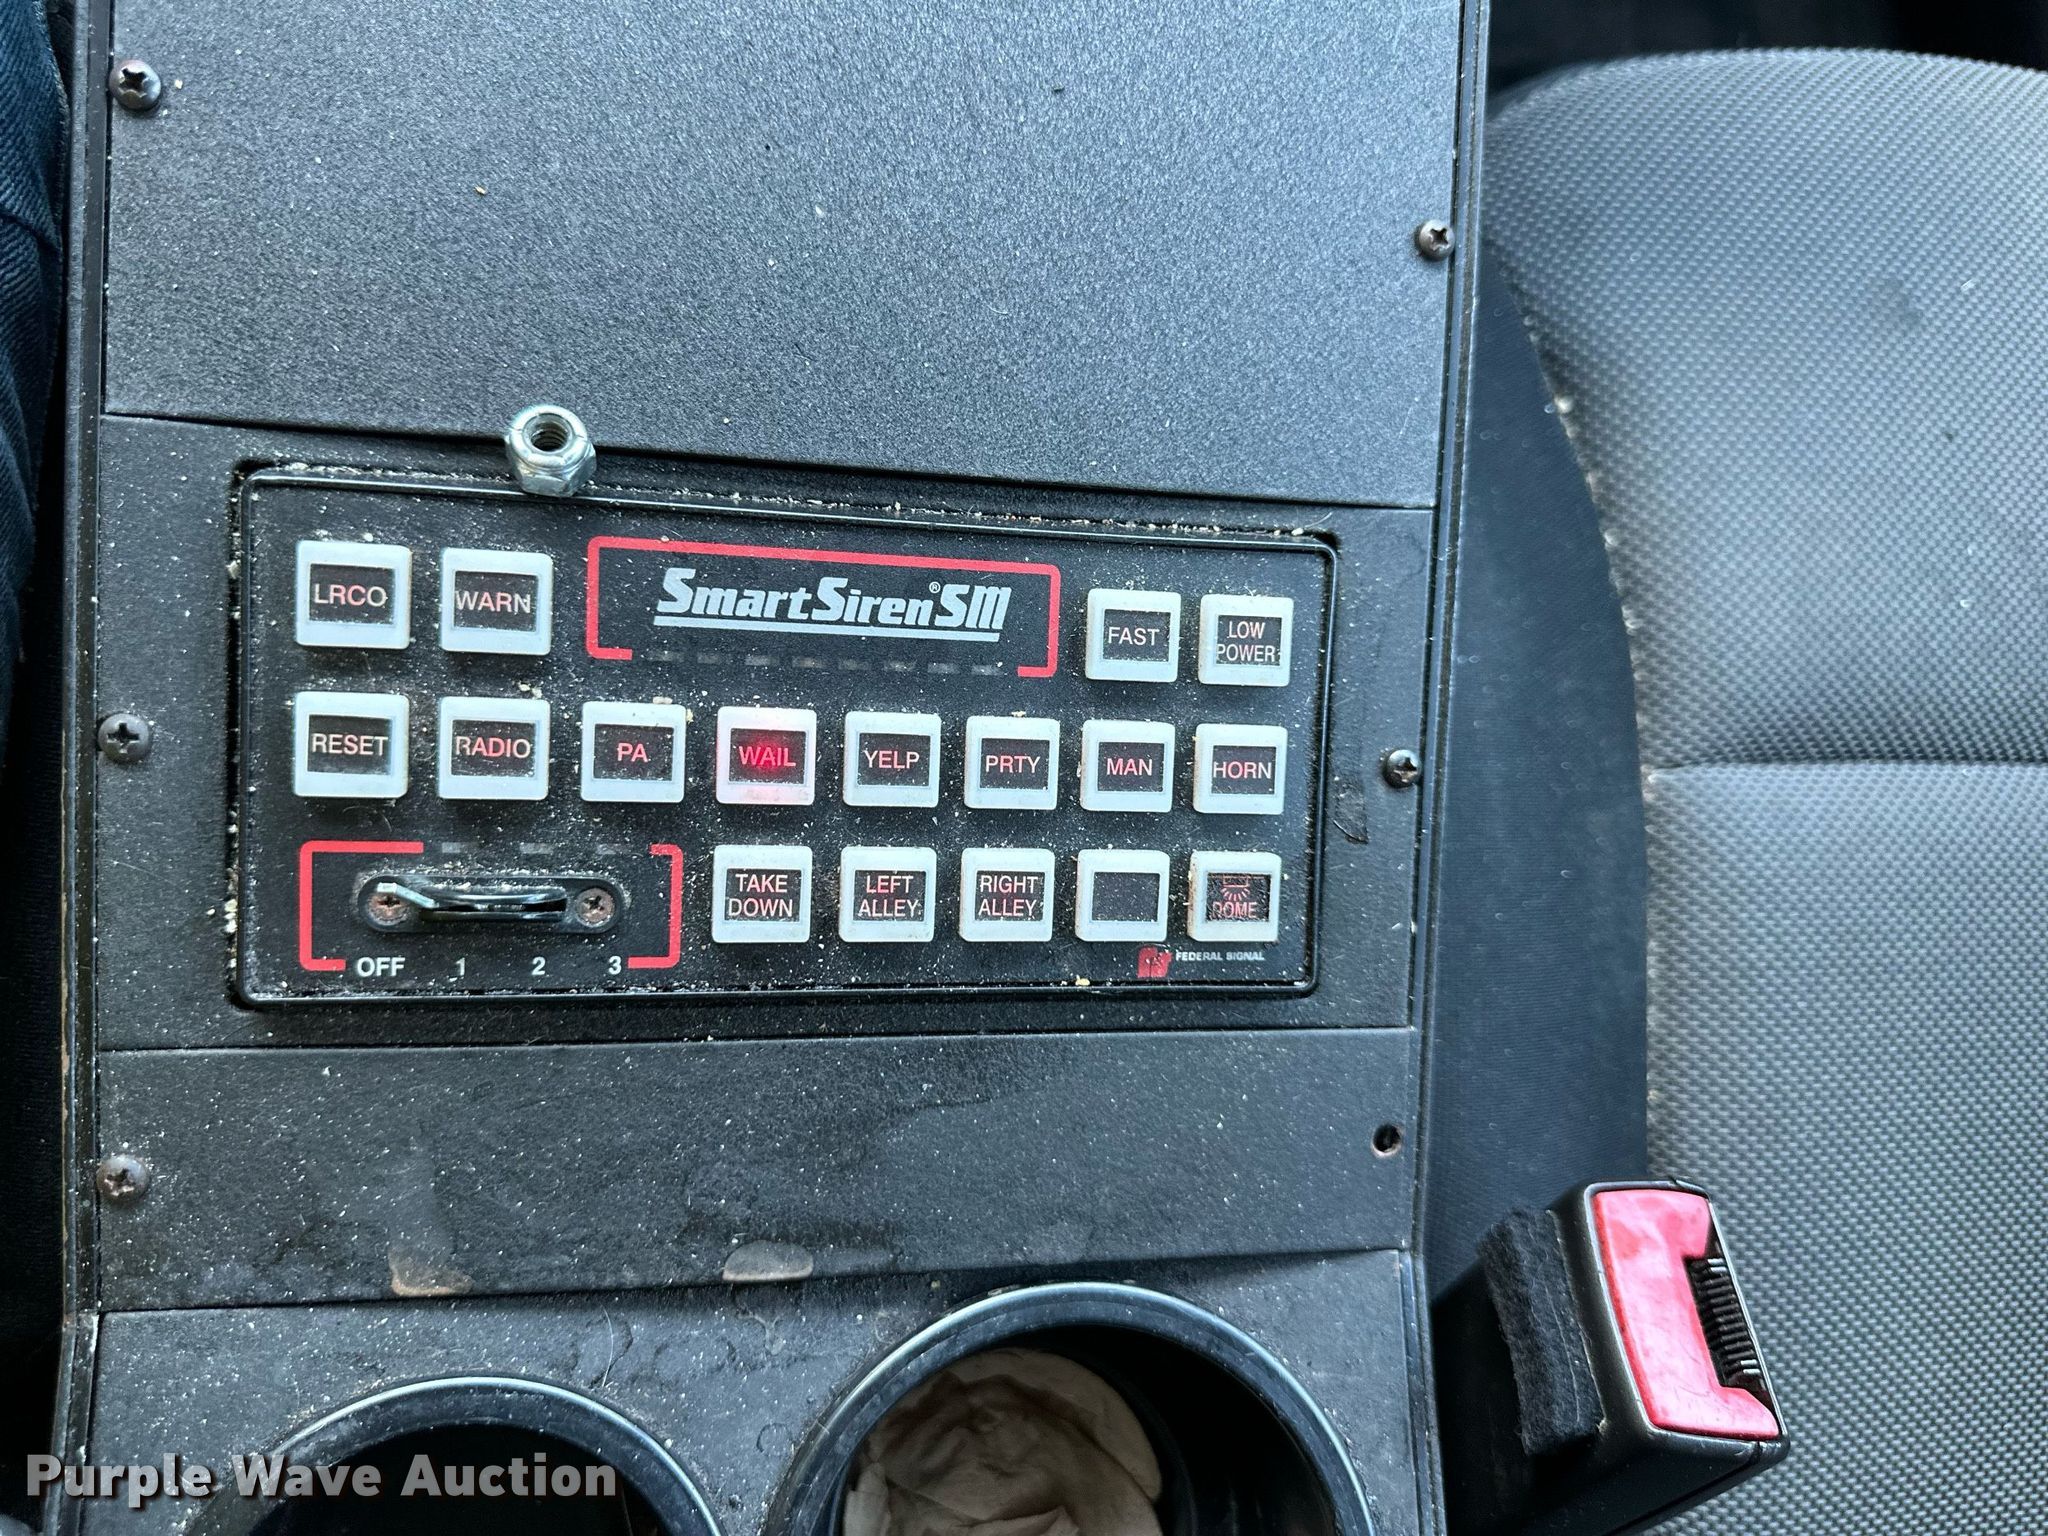 LRCO
WARN
SmartSiren®SM
FAST
LOW
POWER
RESET
RADIO
PA
WAIL
YELP
PRTY
MAN
HORN
TAKE
DOWN
LEFT
ALLEY
RIGHT
ALLEY
DOME
OFF 1 2 3
FEDERAL SIGNAL
Purple Wave Auction